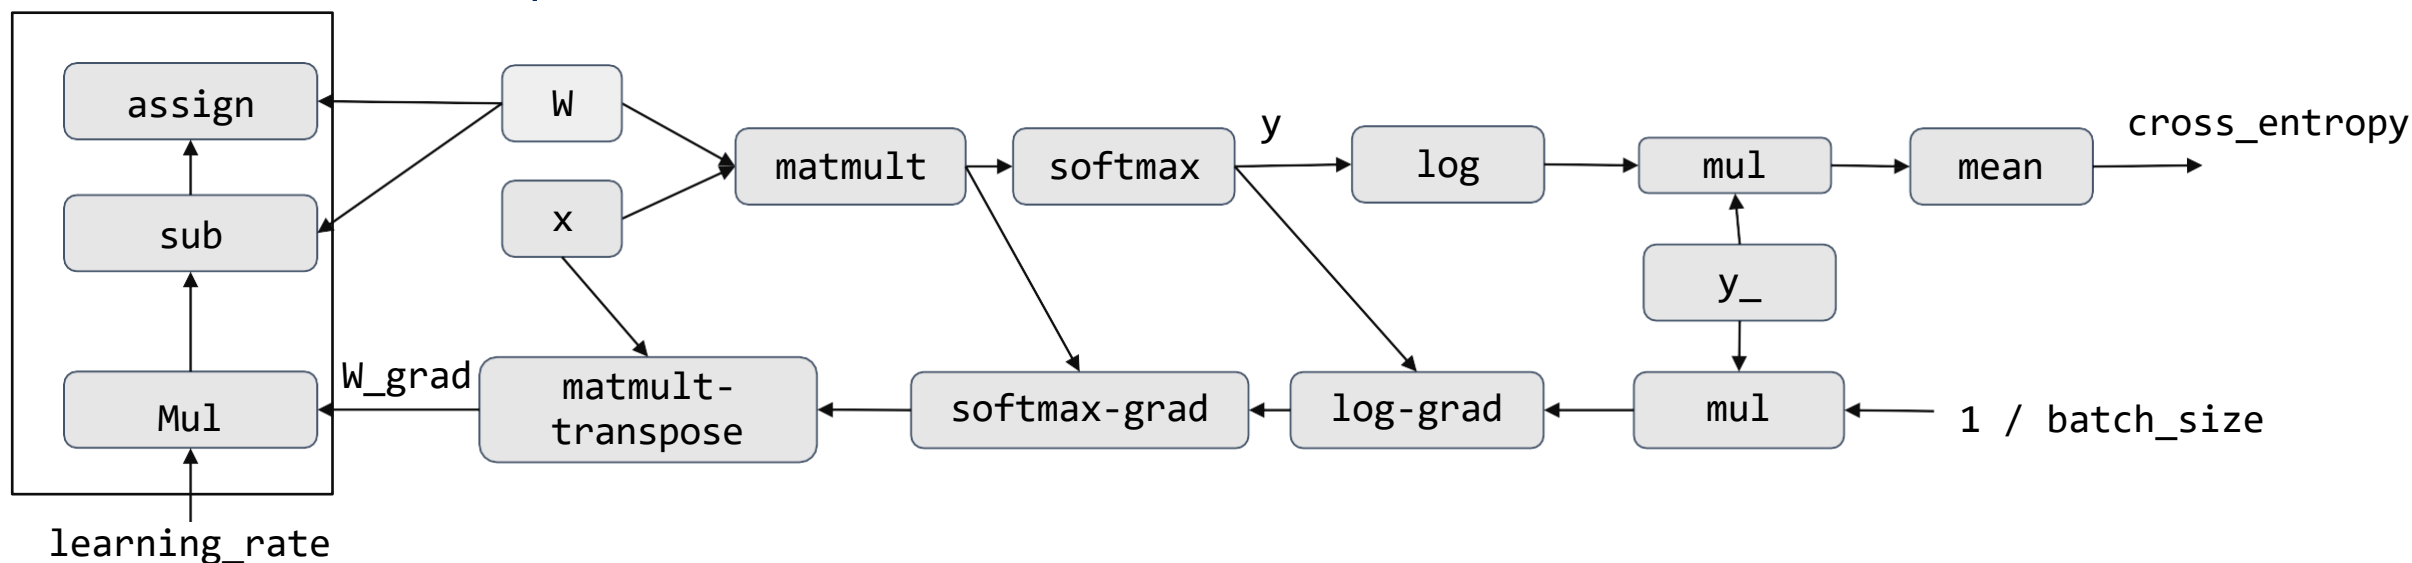 assign
W
matmult
softmax
y
log
mul
mean
cross_entropy
x
sub
y_
Mul
W_grad
matmult-
transpose
softmax-grad
log-grad
mul
1 / batch_size
learning_rate